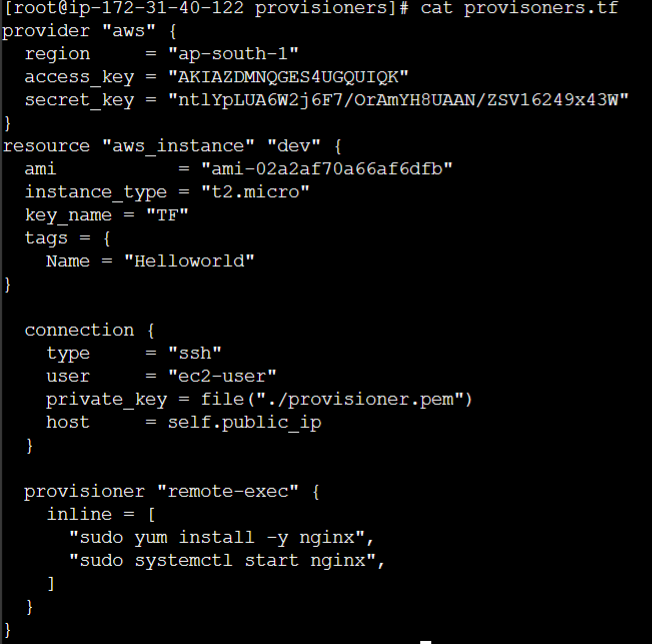 [root@ip-172-31-40-122 provisioners]# cat provisoners.tf
provider "aws" {
  region     = "ap-south-1"
  access_key = "AKIAZDMNQGES4UGQUIQK"
  secret_key = "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"
}
resource "aws_instance" "dev" {
  ami           = "ami-02a2af70a66af6dfb"
  instance_type = "t2.micro"
  key_name = "TF"
  tags = {
    Name = "Helloworld"
}
  connection {
    type     = "ssh"
    user     = "ec2-user"
    private_key = file("./provisioner.pem")
    host     = self.public_ip
  }
  provisioner "remote-exec" {
    inline = [
      "sudo yum install -y nginx",
      "sudo systemctl start nginx",
    ]
  }
}